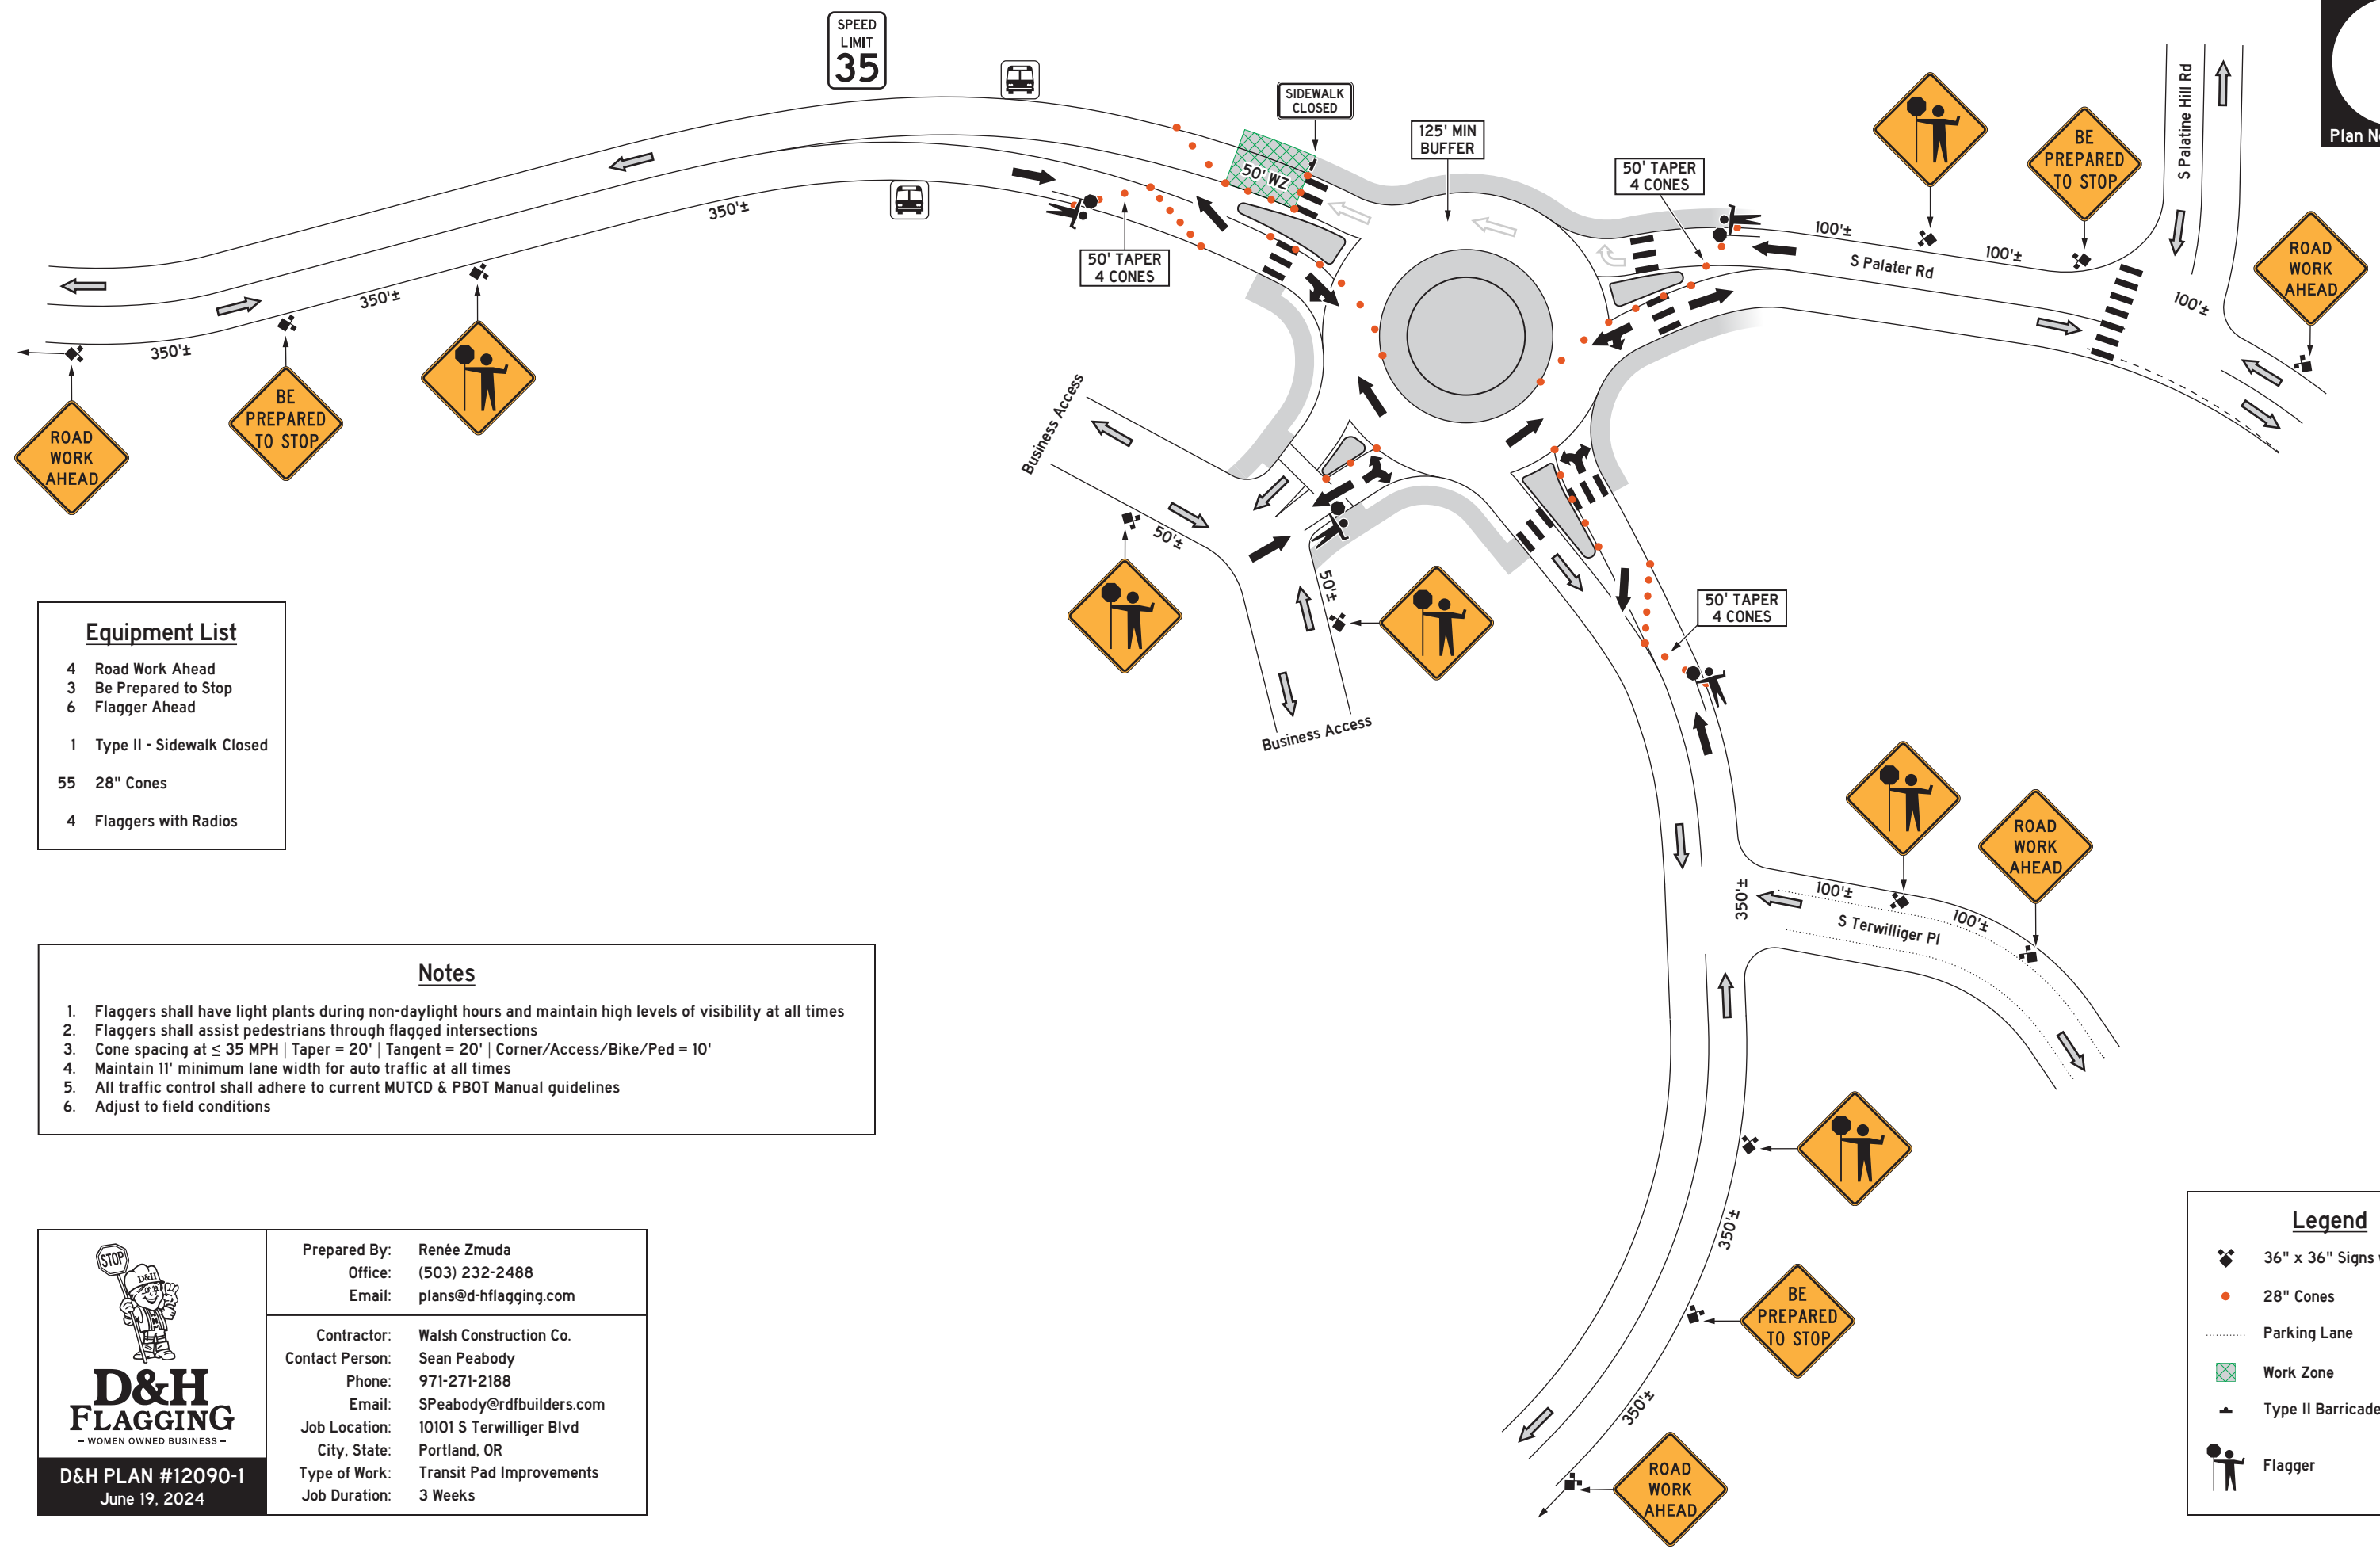 SPEED
LIMIT
35
SIDEWALK
CLOSED
125' MIN
BUFFER
50' TAPER
4 CONES
BE
PREPARED
TO STOP
S Palatine Hill Rd
Plan
ROAD
WORK
AHEAD
50' WZ
350'±
50' TAPER
4 CONES
100'±
100'±
S Palater Rd
100'±
350'±
350'±
ROAD
WORK
AHEAD
BE
PREPARED
TO STOP
Business Access
50'±
50'±
Business Access
50' TAPER
4 CONES
Equipment List
4 Road Work Ahead
3 Be Prepared to Stop
6 Flagger Ahead
1 Type II - Sidewalk Closed
55 28" Cones
4 Flaggers with Radios
ROAD
WORK
AHEAD
350'±
100'±
100'±
S Terwilliger Pl
Notes
1. Flaggers shall have light plants during non-daylight hours and maintain high levels of visibility at all times
2. Flaggers shall assist pedestrians through flagged intersections
3. Cone spacing at ≤ 35 MPH | Taper = 20' | Tangent = 20' | Corner/Access/Bike/Ped = 10'
4. Maintain 11' minimum lane width for auto traffic at all times
5. All traffic control shall adhere to current MUTCD & PBOT Manual guidelines
6. Adjust to field conditions
350'±
BE
PREPARED
TO STOP
350'±
ROAD
WORK
AHEAD
STOP
D&H
D&H
FLAGGING
- WOMEN OWNED BUSINESS -
D&H PLAN #12090-1
June 19, 2024
Prepared By: Renée Zmuda
Office: (503) 232-2488
Email: plans@d-hflagging.com
Contractor: Walsh Construction Co.
Contact Person: Sean Peabody
Phone: 971-271-2188
Email: SPeabody@rdfbuilders.com
Job Location: 10101 S Terwilliger Blvd
City, State: Portland, OR
Type of Work: Transit Pad Improvements
Job Duration: 3 Weeks
Legend
36" x 36" Signs
28" Cones
Parking Lane
Work Zone
Type II Barricade
Flagger